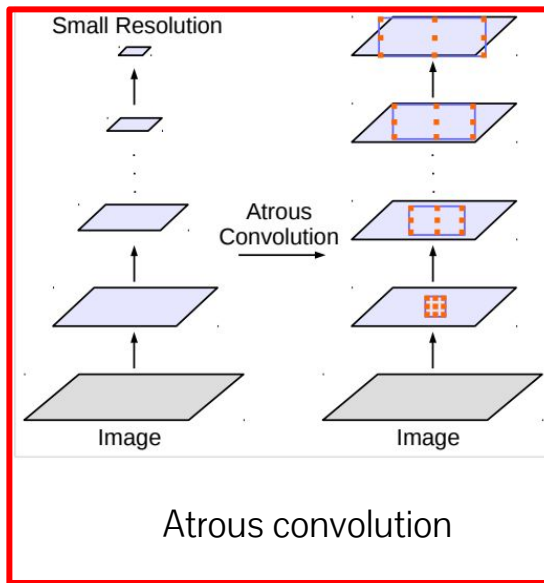 Small Resolution
Atrous
Convolution
Image
Image
Atrous convolution